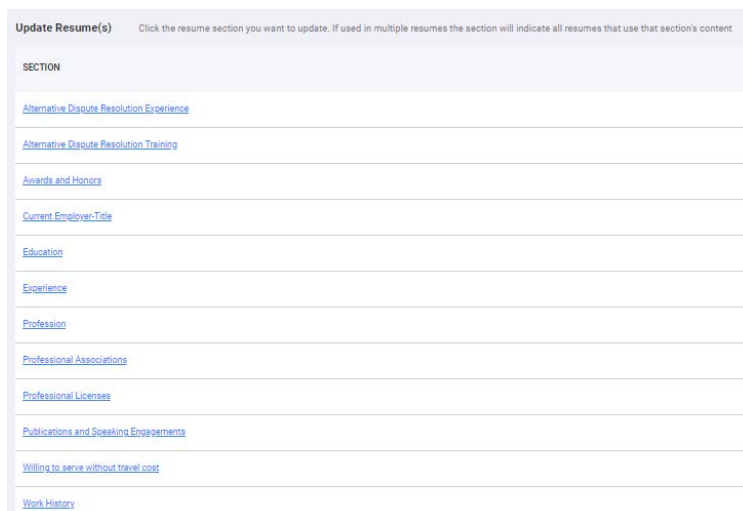 Update Resume(s) Click the resume section you want to update. If used in multiple resumes the section will indicate all resumes that use that section's content
SECTION
Alternative Dispute Resolution Experience
Alternative Dispute Resolution Training
Awards and Honors
Current Employer-Title
Education
Experience
Profession
Professional Associations
Professional Licenses
Publications and Speaking Engagements
Willing to serve without travel cost
Work History